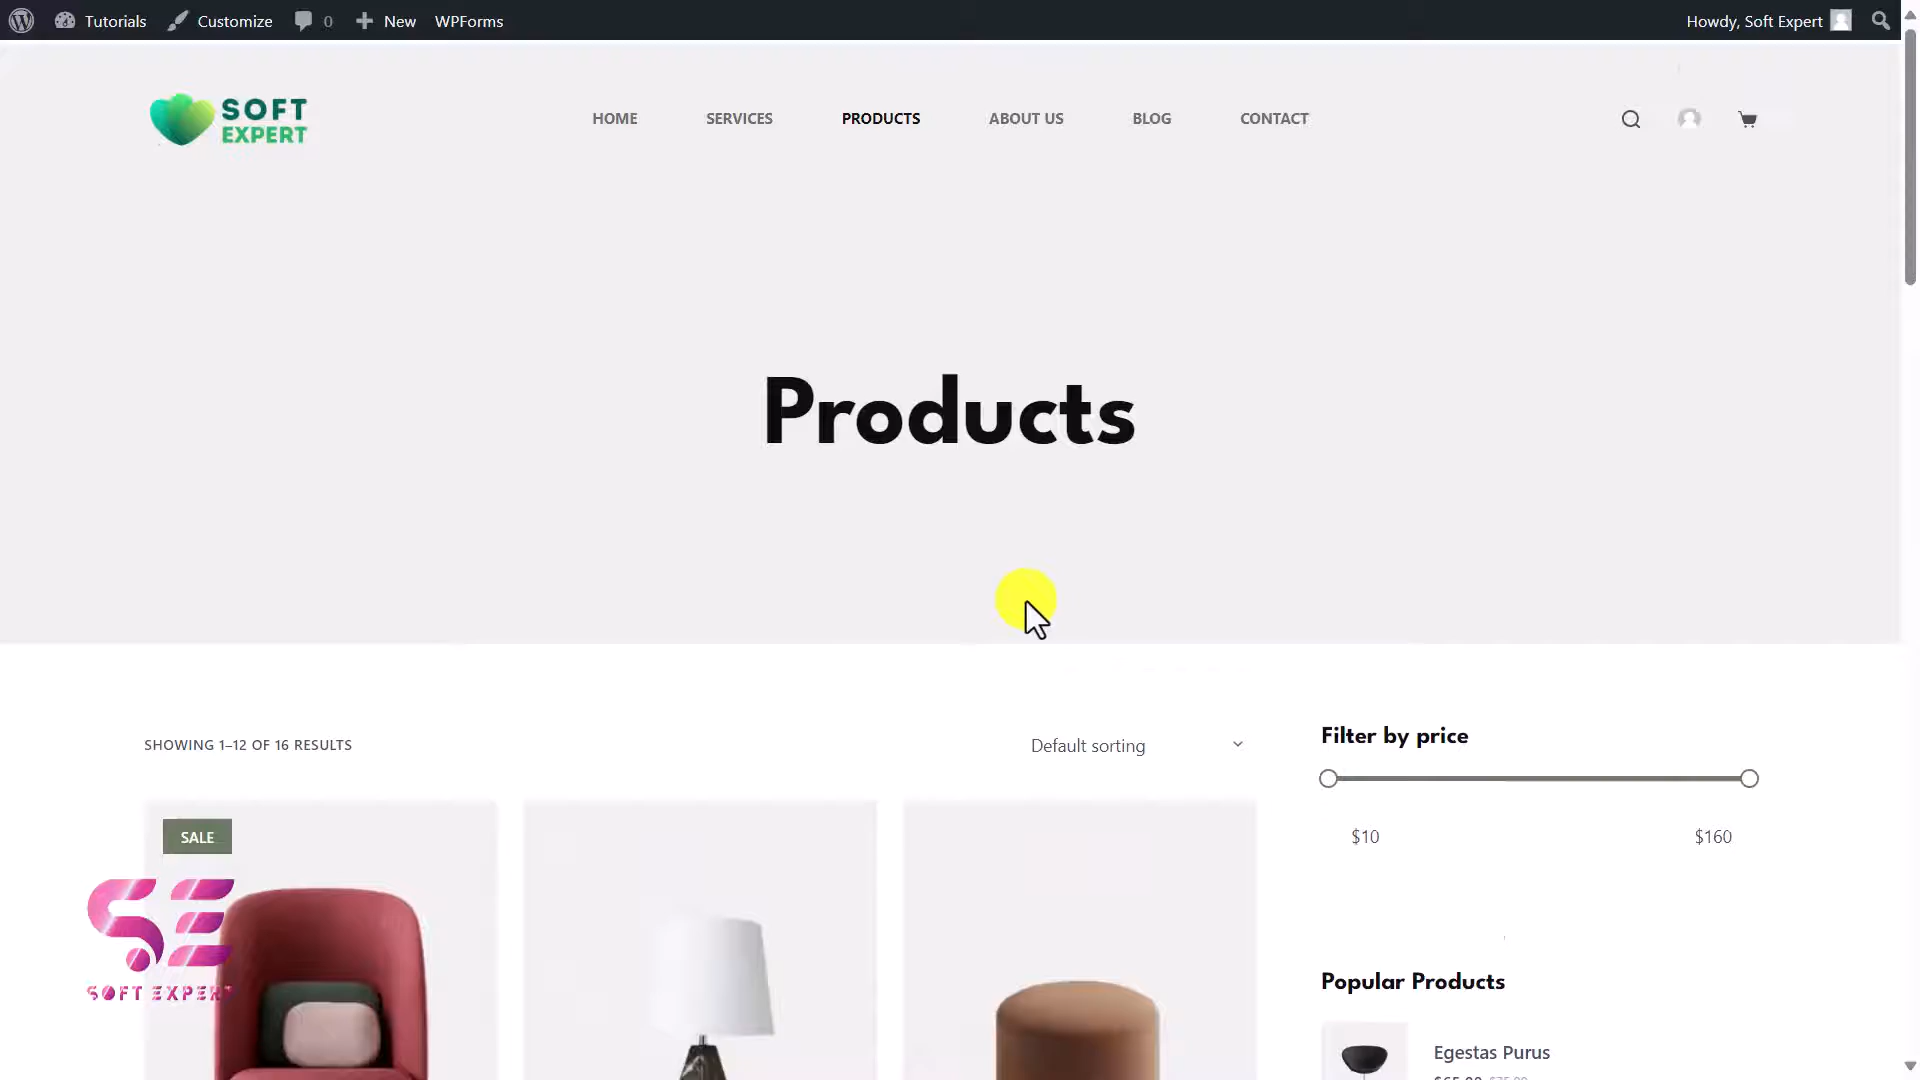 Tutorials Customize 0 New WPForms Howdy, Soft Expert
SOFT
EXPERT
HOME SERVICES PRODUCTS ABOUT US BLOG CONTACT
Products
SHOWING 1–12 OF 16 RESULTS
Default sorting
Filter by price
$10 $160
SALE
SE
SOFT EXPERT
Popular Products
Egestas Purus